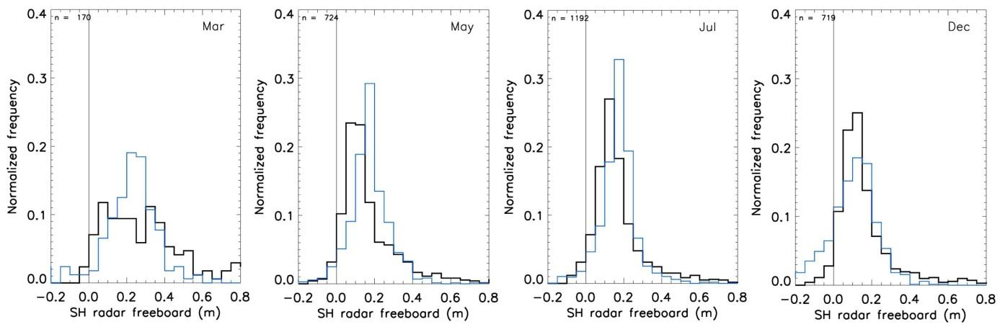 n = 170
Mar
0.4
0.3
0.2
0.1
0.0
Normalized frequency
−0.2 0.0 0.2 0.4 0.6 0.8
SH radar freeboard (m)
n = 724
May
0.4
0.3
0.2
0.1
0.0
Normalized frequency
−0.2 0.0 0.2 0.4 0.6 0.8
SH radar freeboard (m)
n = 1192
Jul
0.4
0.3
0.2
0.1
0.0
Normalized frequency
−0.2 0.0 0.2 0.4 0.6 0.8
SH radar freeboard (m)
n = 719
Dec
0.4
0.3
0.2
0.1
0.0
Normalized frequency
−0.2 0.0 0.2 0.4 0.6 0.8
SH radar freeboard (m)